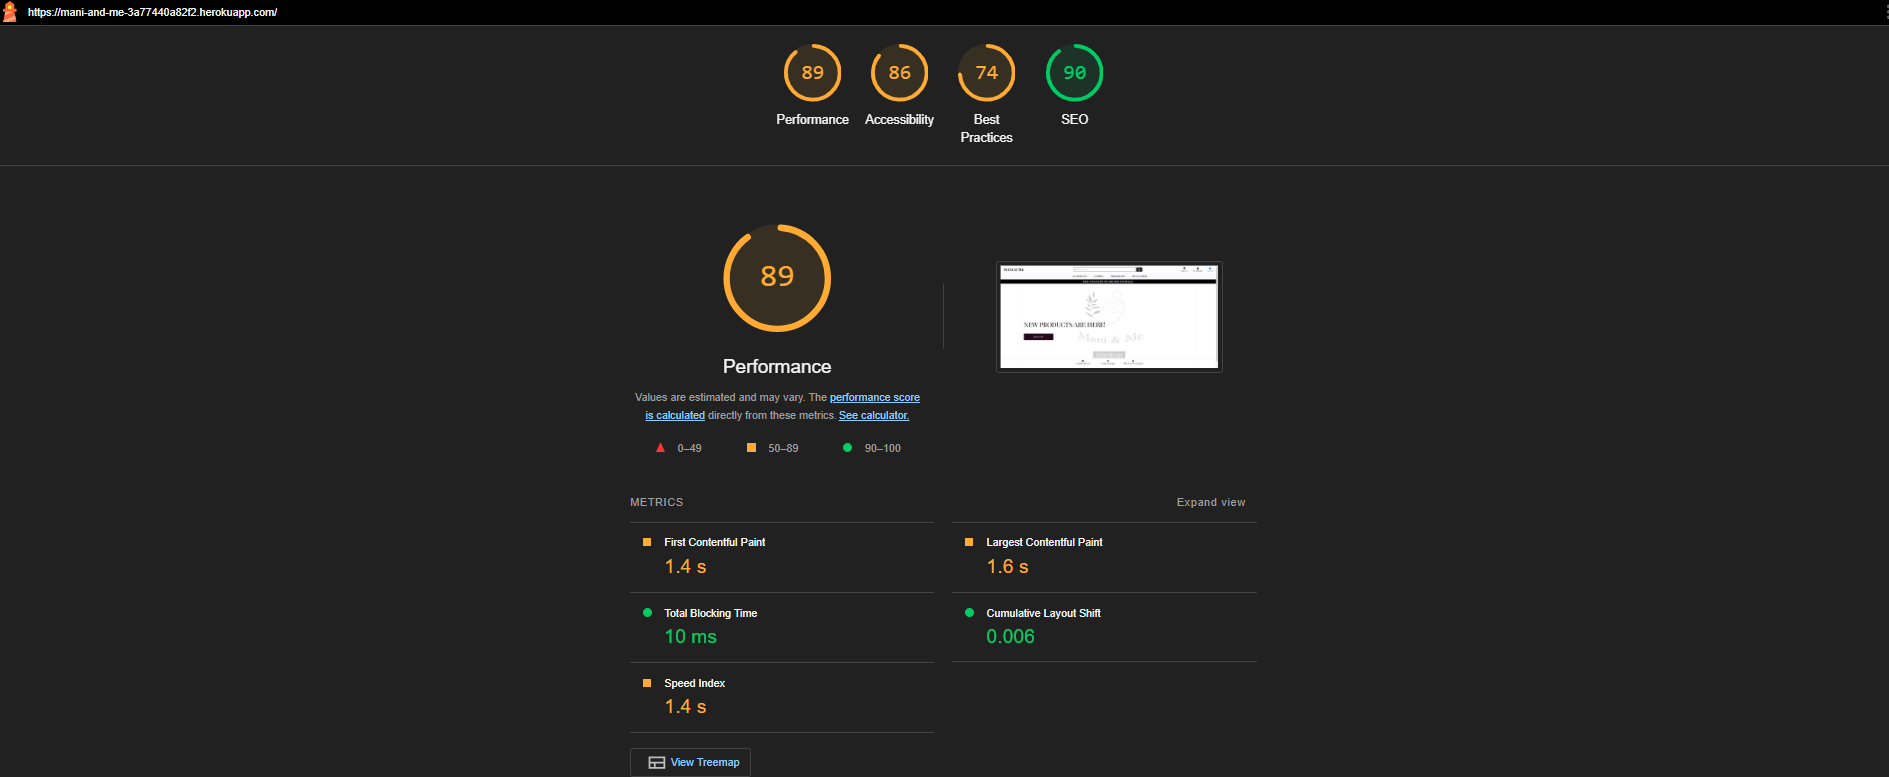 https://mani-and-me-3a77440a82f2.herokuapp.com/
89
86
74
90
Performance
Accessibility
Best
Practices
SEO
89
Performance
Values are estimated and may vary. The performance score
is calculated directly from these metrics. See calculator.
0–49
50–89
90–100
NEW PRODUCTS ARE HERE!
Mani & Me
METRICS
Expand view
First Contentful Paint
1.4 s
Largest Contentful Paint
1.6 s
Total Blocking Time
10 ms
Cumulative Layout Shift
0.006
Speed Index
1.4 s
View Treemap